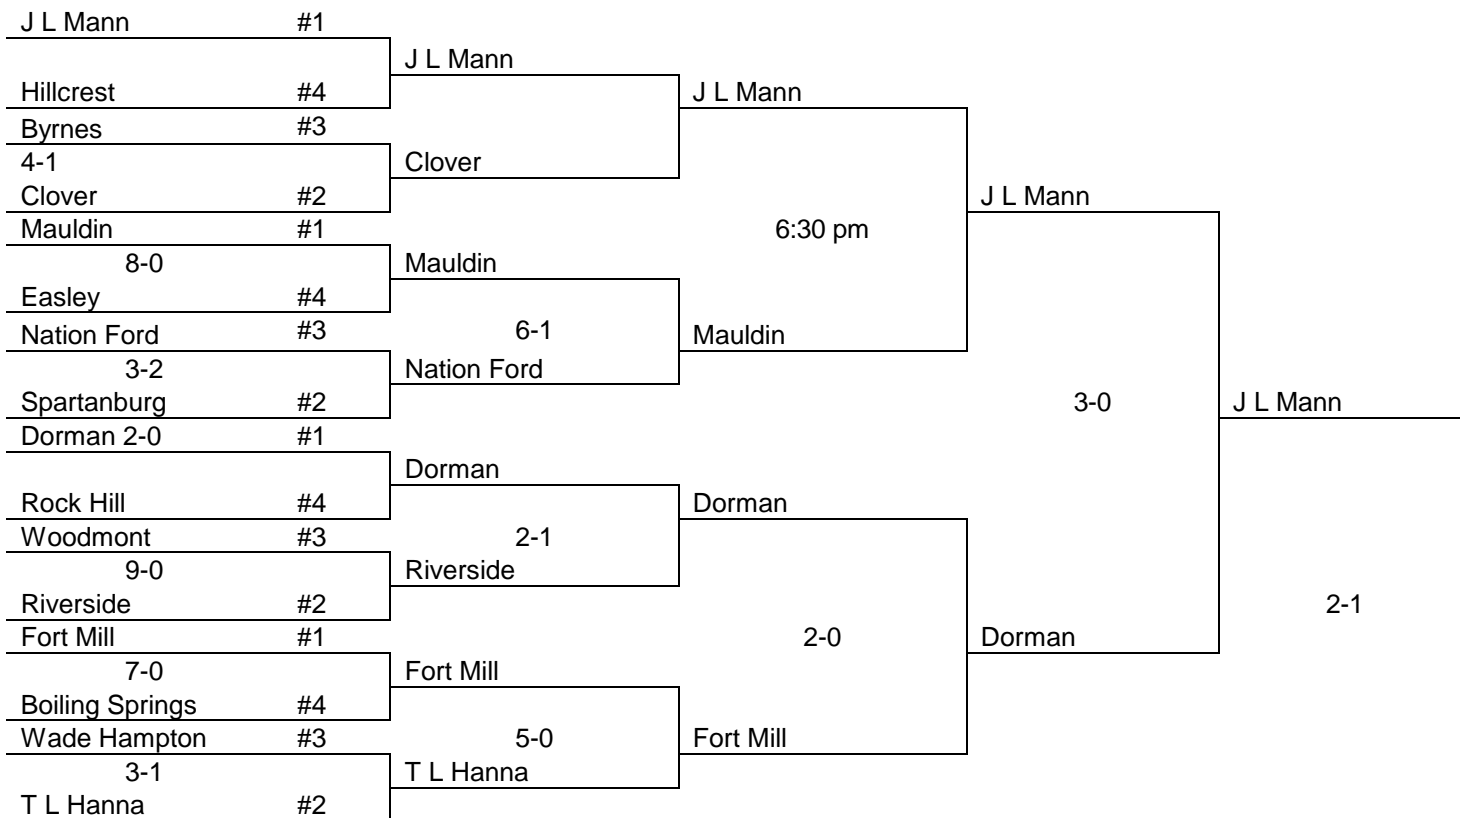 J L Mann #1
J L Mann
Hillcrest #4 J L Mann
Byrnes #3
4-1 Clover
Clover #2 J L Mann
Mauldin #1 6:30 pm
8-0 Mauldin
Easley #4
Nation Ford #3 6-1 Mauldin
3-2 Nation Ford
Spartanburg #2 3-0 J L Mann
Dorman 2-0 #1
Dorman
Rock Hill #4 Dorman
Woodmont #3 2-1
9-0 Riverside
Riverside #2 2-1
Fort Mill #1 2-0 Dorman
7-0 Fort Mill
Boiling Springs #4
Wade Hampton #3 5-0 Fort Mill
3-1 T L Hanna
T L Hanna #2